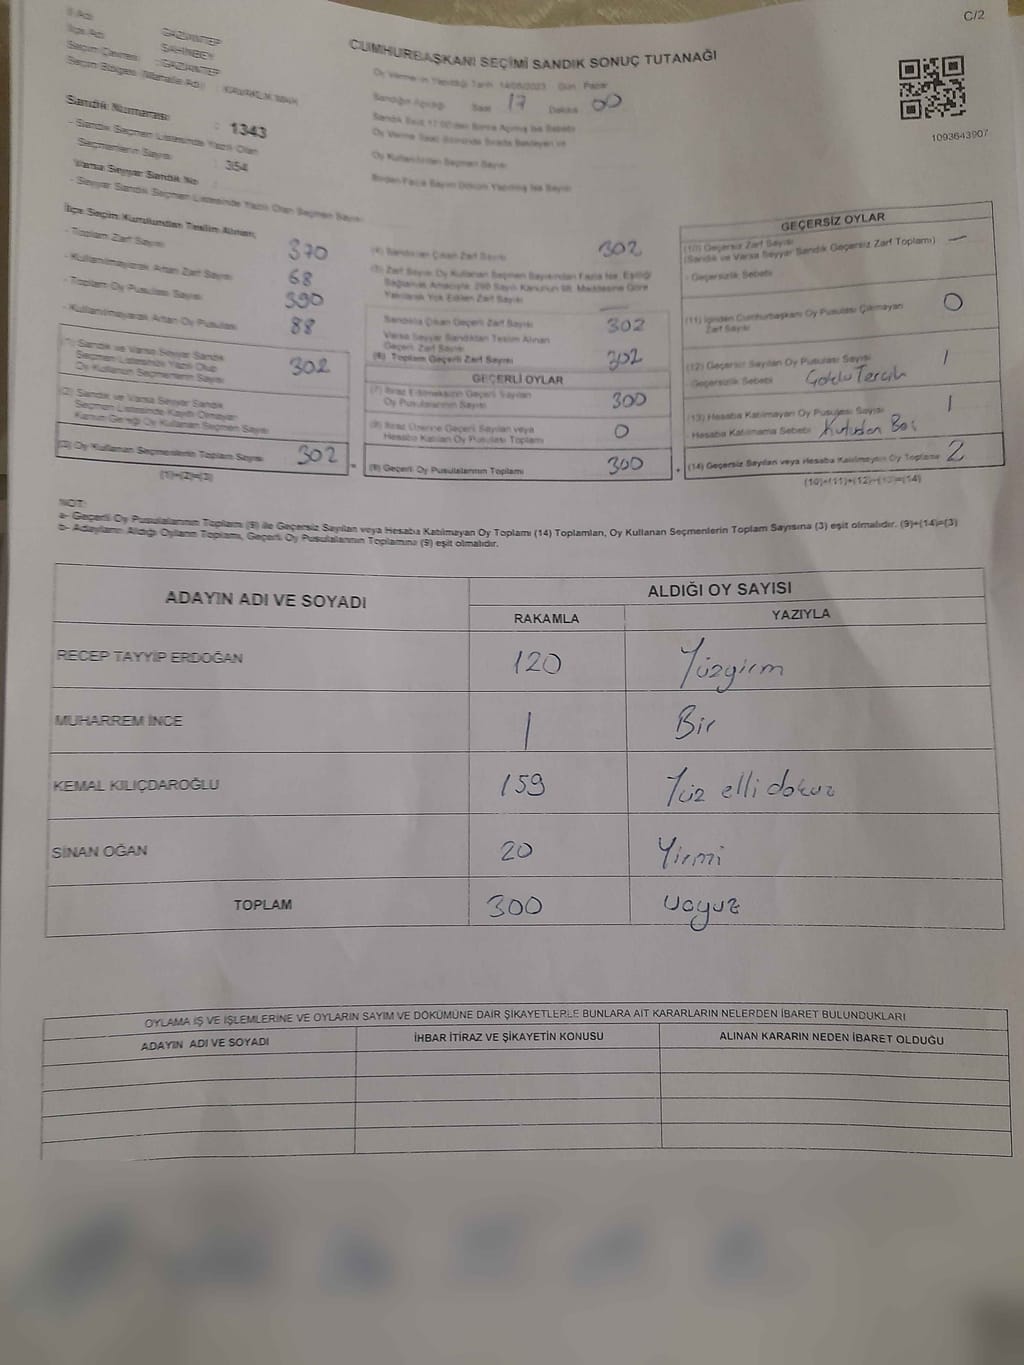 C/2
İl Adı GAZİANTEP
İlçe Adı ŞAHİNBEY
Seçim Çevresi : GAZİANTEP
Seçim Bölgesi (Mahalle Adı) : KAVAKLIK MAH.
CUMHURBAŞKANI SEÇİMİ SANDIK SONUÇ TUTANAĞI
Oy Vermenin Yapıldığı Tarih 14/05/2023 Gün Pazar
Sandığın Açılışı Saat 17 Dakika 00
1093643907
Sandık Numarası : 1343
- Sandık Seçmen Listesinde Yazılı Olan
Seçmenlerin Sayısı : 354
Varsa Seyyar Sandık No
- Seyyar Sandık Seçmen Listesinde Yazılı Olan Seçmen Sayısı
Sandık Saat 17:00'den Sonra Açılmış İse Sebebi
Oy Verme Saati Bitiminde Sırada Bekleyen ve
Oy Kullandırılan Seçmen Sayısı
Birden Fazla Sayım Döküm Yapılmış İse Sayısı
İlçe Seçim Kurulundan Teslim Alınan;
- Toplam Zarf Sayısı 370
- Kullanılmayarak Artan Zarf Sayısı 68
- Toplam Oy Pusulası Sayısı 390
- Kullanılmayarak Artan Oy Pusulası 88
(1) Sandık ve Varsa Seyyar Sandık
Seçmen Listesinde Yazılı Olup
Oy Kullanan Seçmenlerin Sayısı 302
(2) Sandık ve Varsa Seyyar Sandık
Seçmen Listesinde Kayıtlı Olmayan
Kanun Gereği Oy Kullanan Seçmen Sayısı
(3) Oy Kullanan Seçmenlerin Toplam Sayısı 302
(1)+(2)=(3)
(4) Sandıktan Çıkan Zarf Sayısı 302
(5) Zarf Sayısı Oy Kullanan Seçmen Sayısından Fazla İse, Eşitliği
Sağlamak Amacıyla 298 Sayılı Kanunun 98. Maddesine Göre
Yakılarak Yok Edilen Zarf Sayısı
Sandıkta Çıkan Geçerli Zarf Sayısı 302
Varsa Seyyar Sandıktan Teslim Alınan
Geçerli Zarf Sayısı
(6) Toplam Geçerli Zarf Sayısı 302
GEÇERLİ OYLAR
(7) İtiraz Edilmeksizin Geçerli Sayılan
Oy Pusulalarının Sayısı 300
(8) İtiraz Üzerine Geçerli Sayılan veya
Hesaba Katılan Oy Pusulası Toplamı 0
(9) Geçerli Oy Pusulalarının Toplamı 300
GEÇERSİZ OYLAR
(10) Geçersiz Zarf Sayısı
(Sandık ve Varsa Seyyar Sandık Geçersiz Zarf Toplamı) —
- Geçersizlik Sebebi
(11) İçinden Cumhurbaşkanı Oy Pusulası Çıkmayan
Zarf Sayısı 0
(12) Geçersiz Sayılan Oy Pusulası Sayısı 1
- Geçersizlik Sebebi Çoklu Tercih
(13) Hesaba Katılmayan Oy Pusulası Sayısı 1
- Hesaba Katılmama Sebebi Kutudan Boş
(14) Geçersiz Sayılan veya Hesaba Katılmayan Oy Toplamı 2
(10)+(11)+(12)+(13)=(14)
NOT:
a- Geçerli Oy Pusulalarının Toplamı (9) ile Geçersiz Sayılan veya Hesaba Katılmayan Oy Toplamı (14) Toplamları, Oy Kullanan Seçmenlerin Toplam Sayısına (3) eşit olmalıdır. (9)+(14)=(3)
b- Adayların Aldığı Oyların Toplamı, Geçerli Oy Pusulalarının Toplamına (9) eşit olmalıdır.
ADAYIN ADI VE SOYADI ALDIĞI OY SAYISI
RAKAMLA YAZIYLA
RECEP TAYYİP ERDOĞAN 120 Yüzyirm
MUHARREM İNCE 1 Bir
KEMAL KILIÇDAROĞLU 159 Yüz elli dokuz
SİNAN OĞAN 20 Yirmi
TOPLAM 300 üçyüz
OYLAMA İŞ VE İŞLEMLERİNE VE OYLARIN SAYIM VE DÖKÜMÜNE DAİR ŞİKAYETLERLE BUNLARA AİT KARARLARIN NELERDEN İBARET BULUNDUKLARI
ADAYIN ADI VE SOYADI İHBAR İTİRAZ VE ŞİKAYETİN KONUSU ALINAN KARARIN NEDEN İBARET OLDUĞU